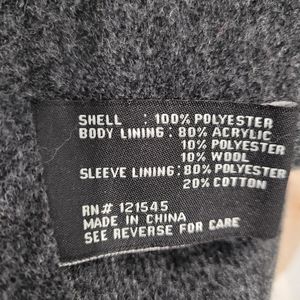 SHELL : 100% POLYESTER
BODY LINING : 80% ACRYLIC
10% POLYESTER
10% WOOL
SLEEVE LINING : 80% POLYESTER
20% COTTON
RN# 121545
MADE IN CHINA
SEE REVERSE FOR CARE